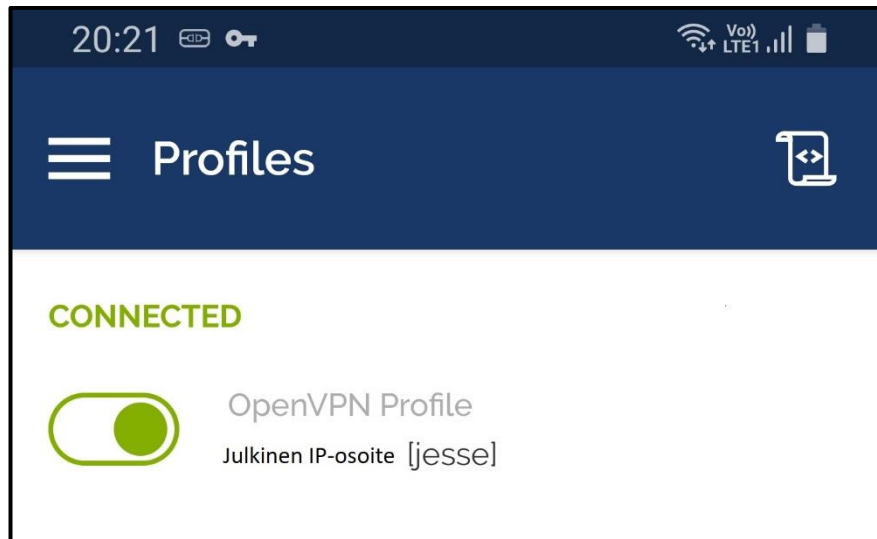 20:21 Vo)) LTE1
Profiles
CONNECTED
OpenVPN Profile
Julkinen IP-osoite [jesse]